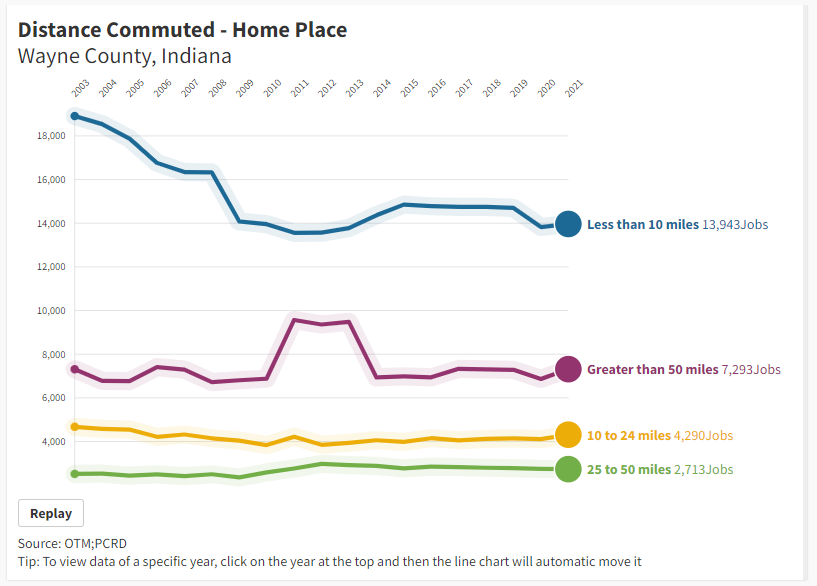 Distance Commuted - Home Place
Wayne County, Indiana
2003 2004 2005 2006 2007 2008 2009 2010 2011 2012 2013 2014 2015 2016 2017 2018 2019 2020 2021
18,000
16,000
14,000
Less than 10 miles 13,943Jobs
12,000
10,000
8,000
Greater than 50 miles 7,293Jobs
6,000
10 to 24 miles 4,290Jobs
4,000
25 to 50 miles 2,713Jobs
Replay
Source: OTM;PCRD
Tip: To view data of a specific year, click on the year at the top and then the line chart will automatic move it